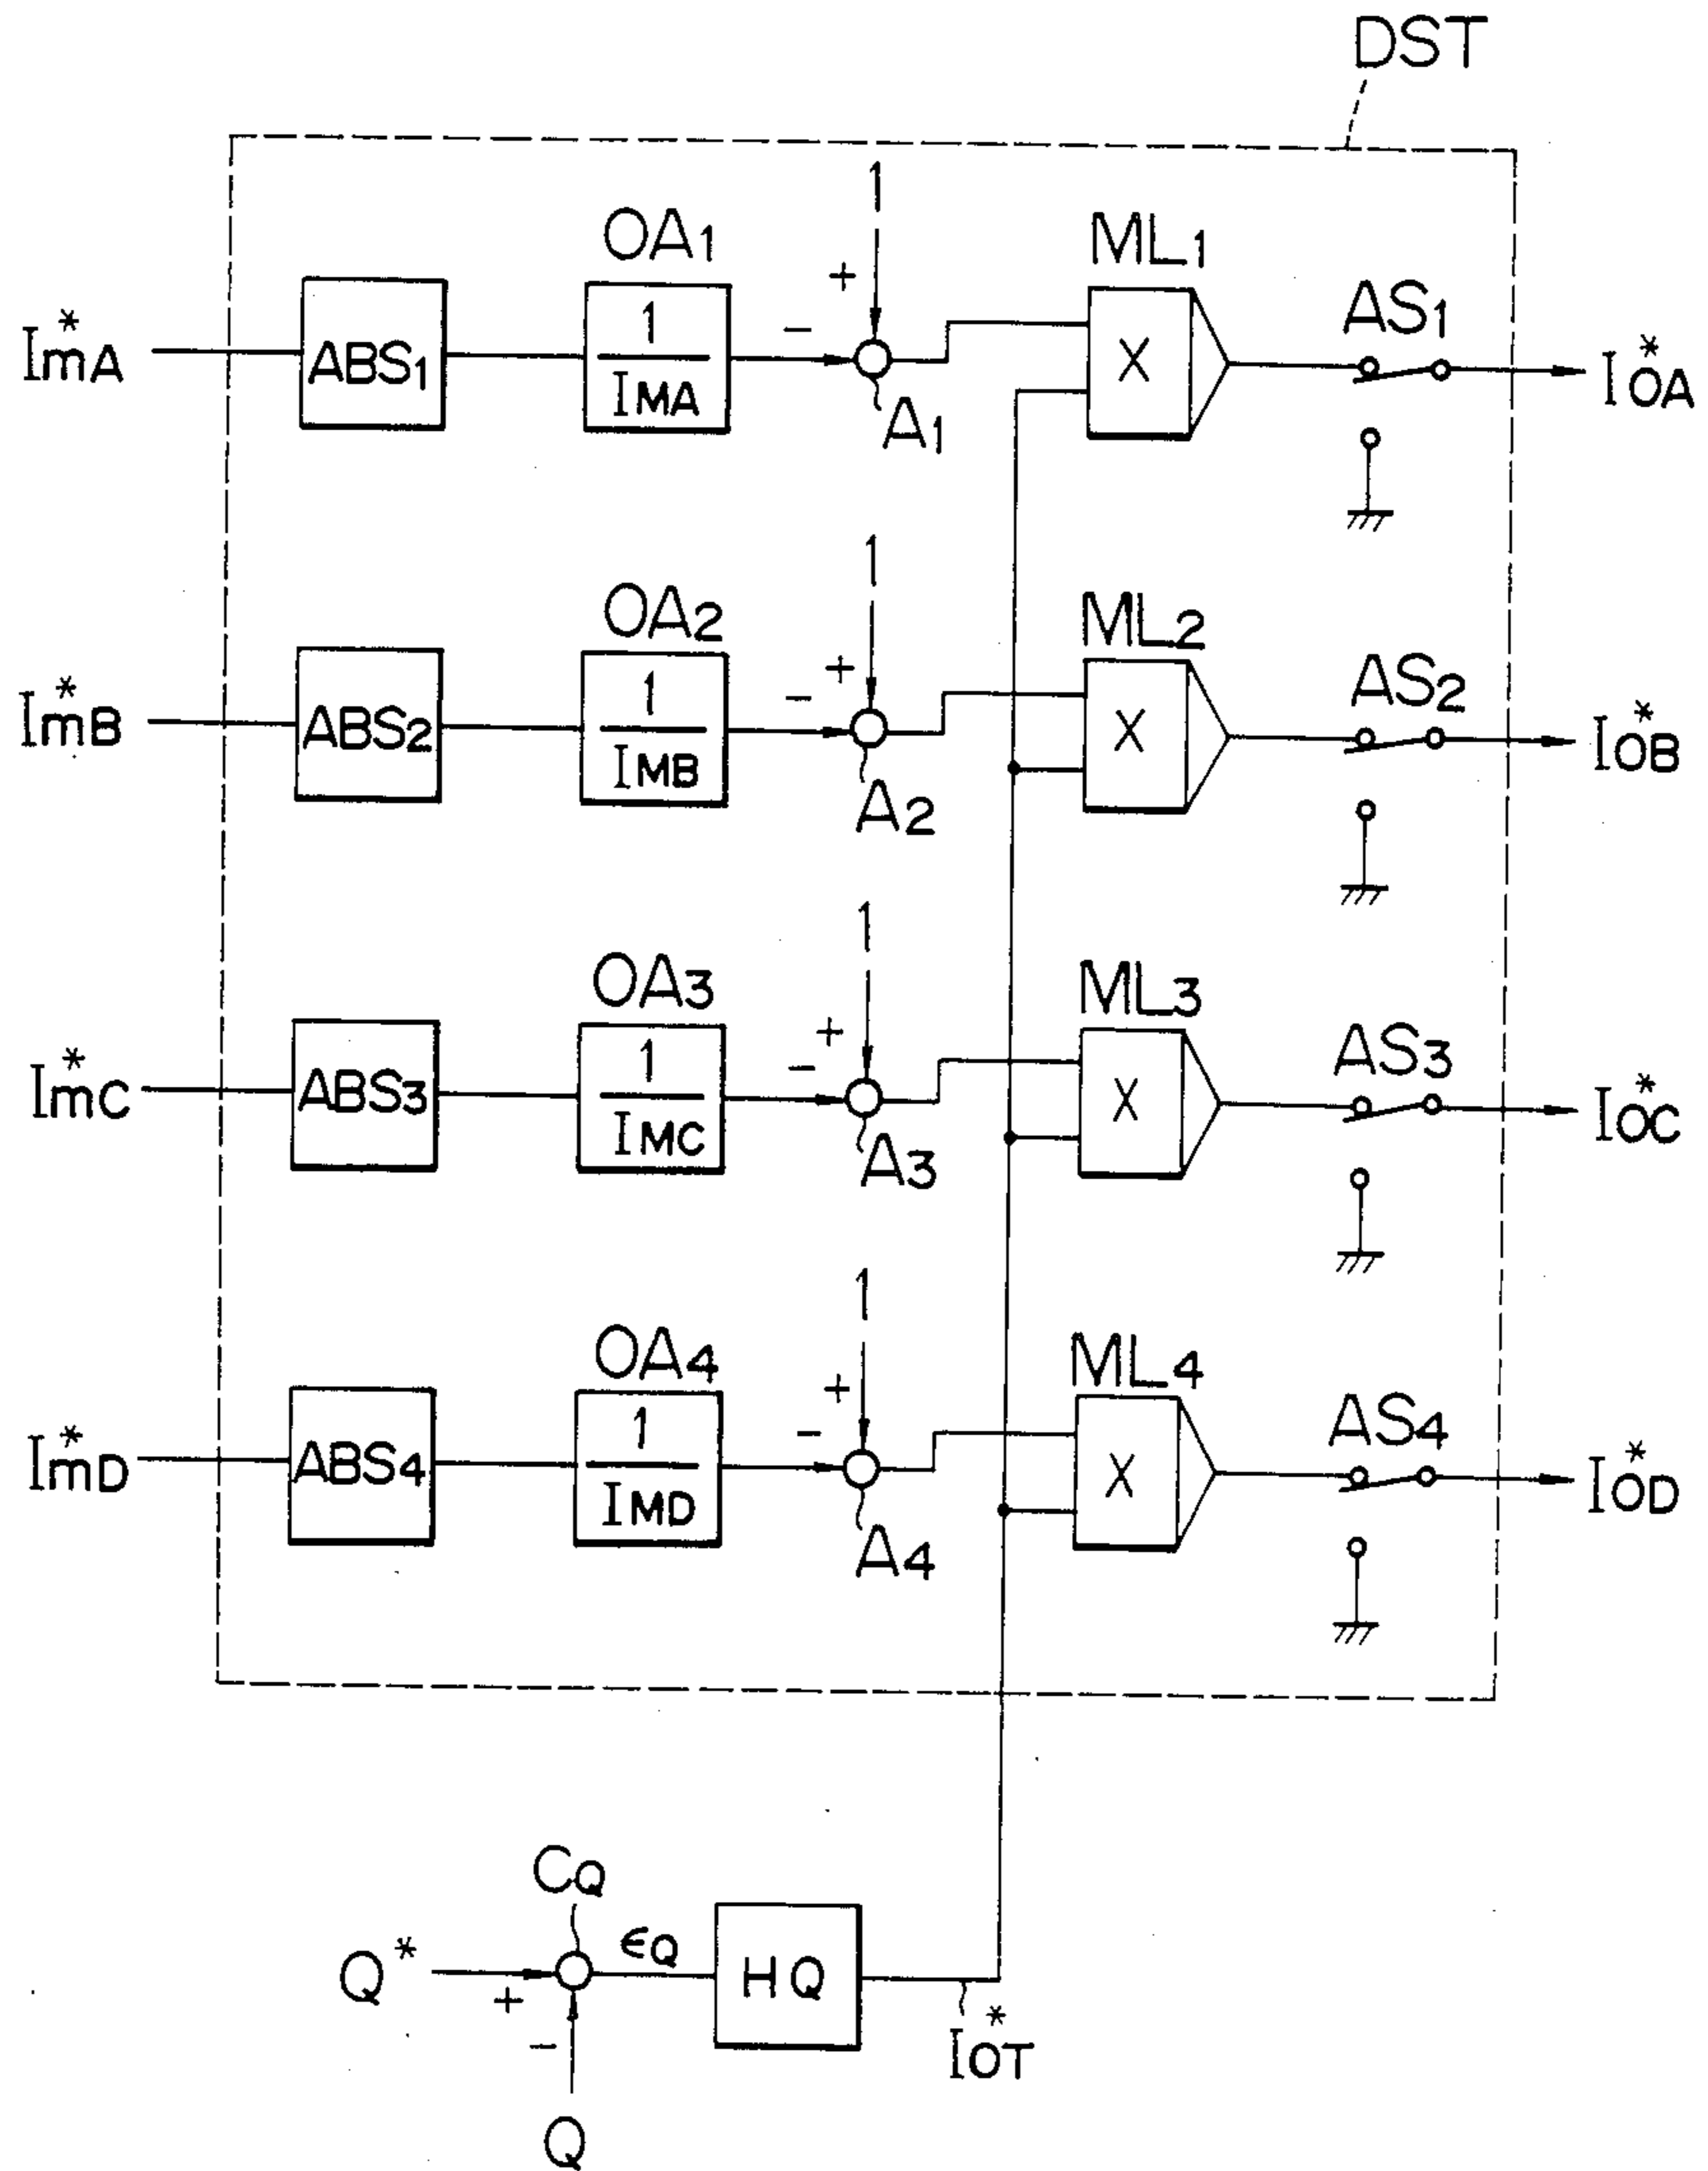 DST
1
OA1
ML1
+
AS1
ImA*
ABS1
1
IMA
-
X
IOA*
A1
1
OA2
ML2
+
AS2
ImB*
ABS2
1
IMB
-
X
IOB*
A2
1
OA3
ML3
+
AS3
ImC*
ABS3
1
IMC
-
X
IOC*
A3
1
OA4
ML4
+
AS4
ImD*
ABS4
1
IMD
-
X
IOD*
A4
CQ
Q*
ϵQ
HQ
+
-
IOT*
Q